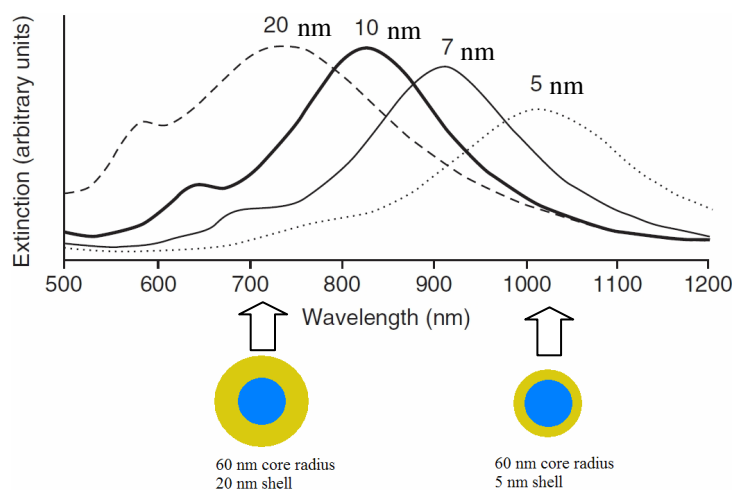 20 nm
10 nm
7 nm
5 nm
Extinction (arbitrary units)
500 600 700 800 900 1000 1100 1200
Wavelength (nm)
60 nm core radius
20 nm shell
60 nm core radius
5 nm shell